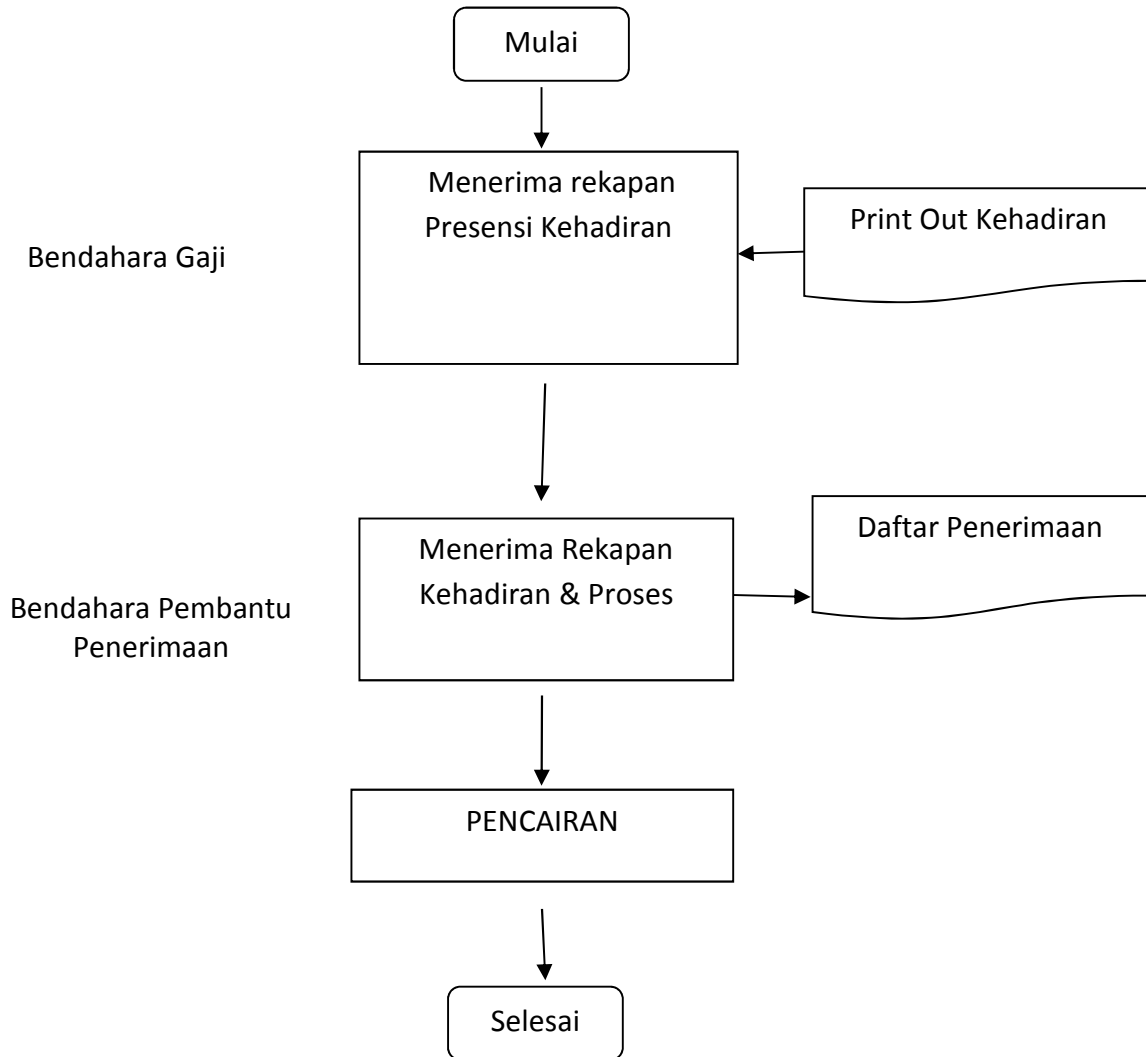 Mulai
Menerima rekapan
Presensi Kehadiran
Print Out Kehadiran
Bendahara Gaji
Menerima Rekapan
Kehadiran & Proses
Daftar Penerimaan
Bendahara Pembantu
Penerimaan
PENCAIRAN
Selesai